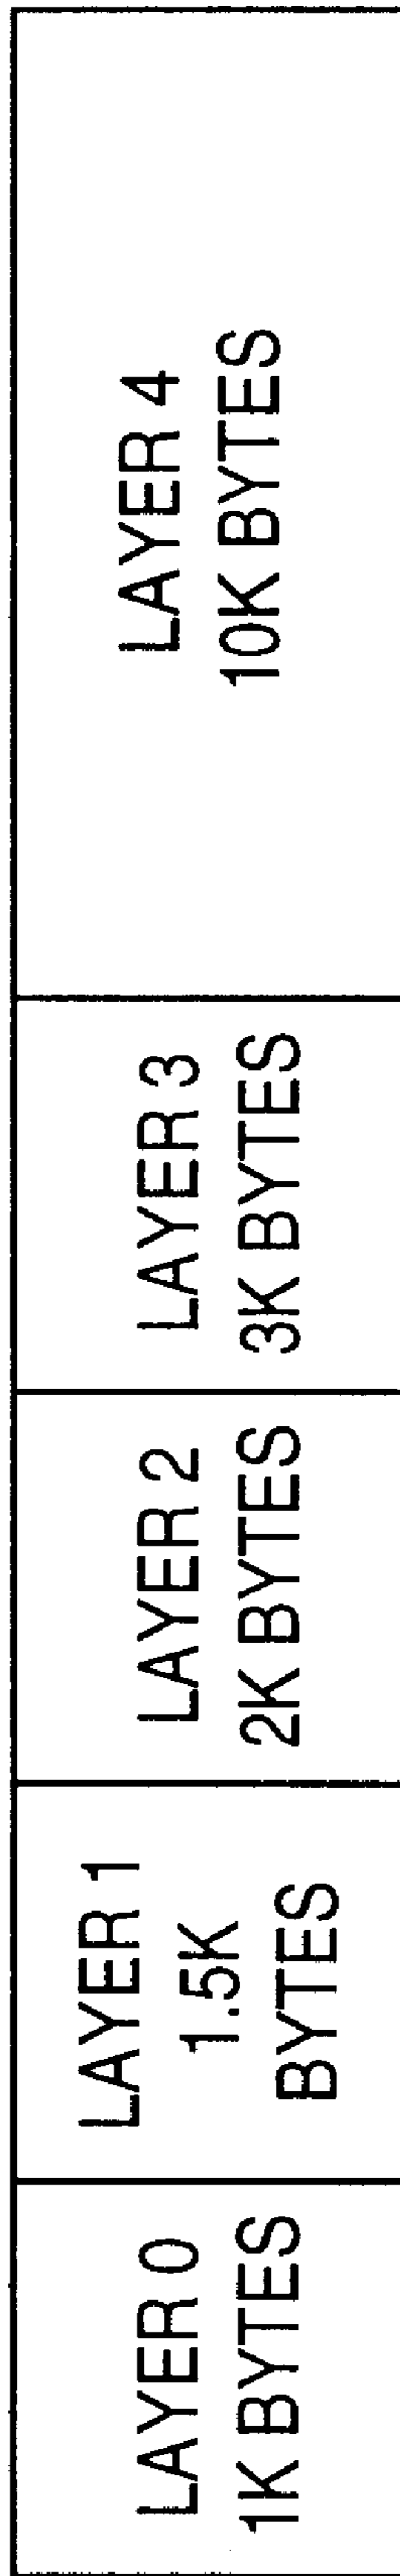 LAYER 0
1K BYTES
LAYER 1
1.5K
BYTES
LAYER 2
2K BYTES
LAYER 3
3K BYTES
LAYER 4
10K BYTES